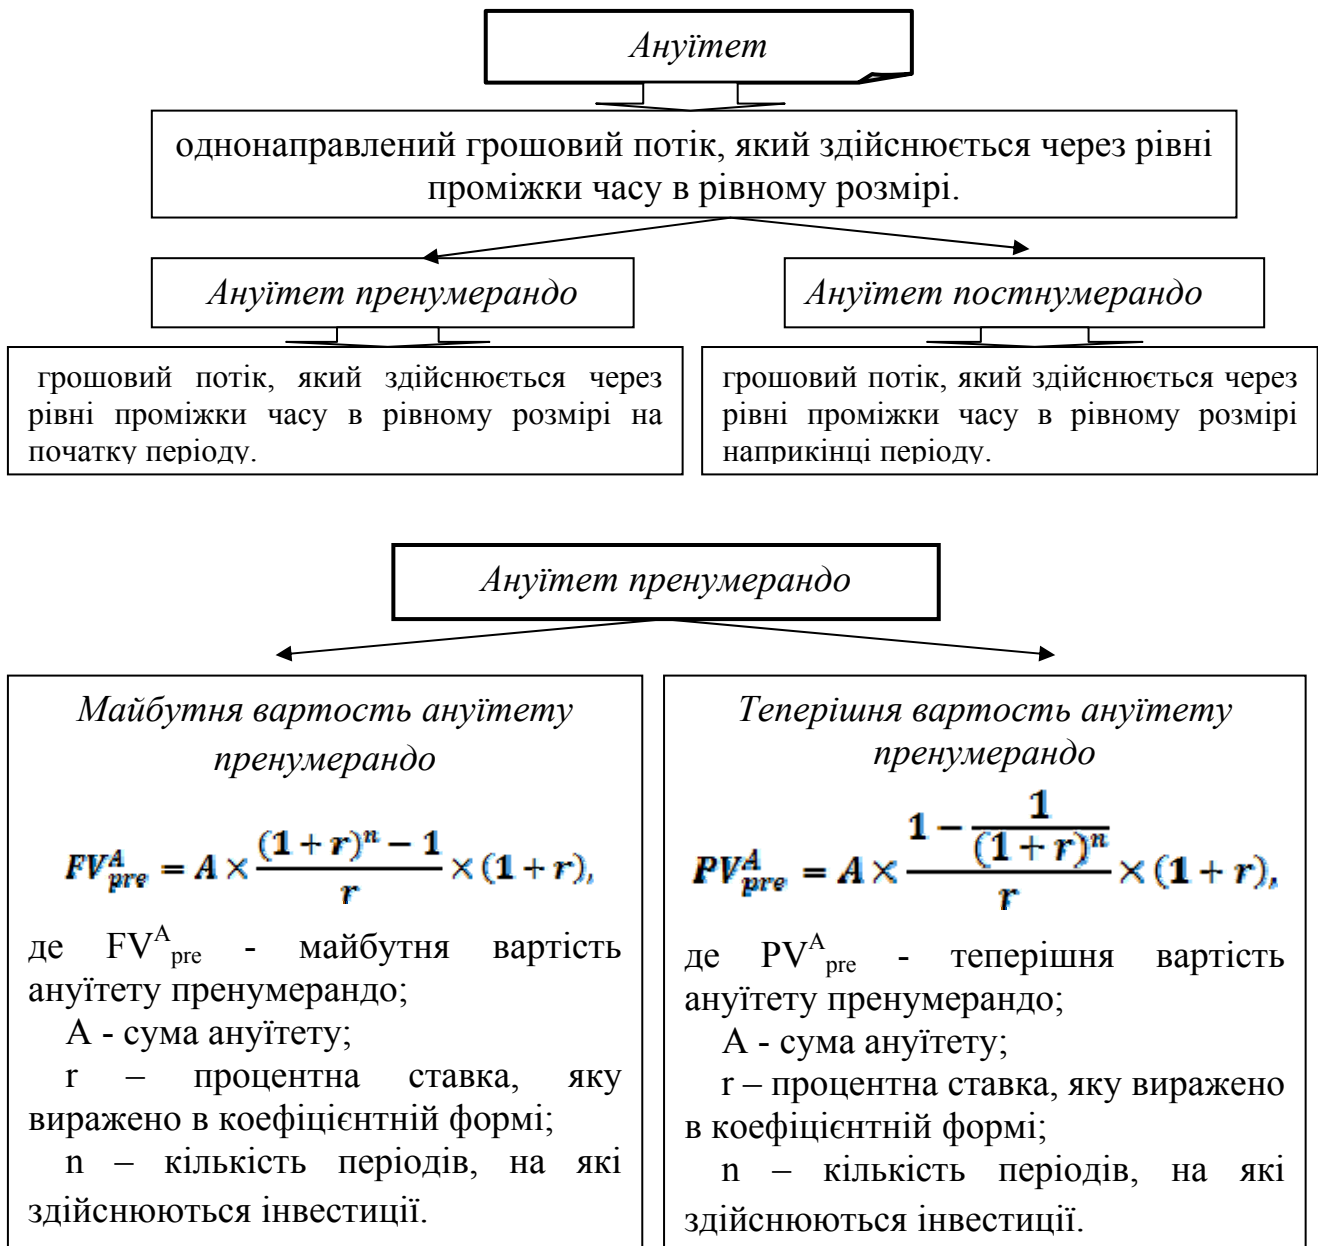 Ануїтет
однонаправлений грошовий потік, який здійснюється через рівні
проміжки часу в рівному розмірі.
Ануїтет пренумерандо
Ануїтет постнумерандо
грошовий потік, який здійснюється через
рівні проміжки часу в рівному розмірі на
початку періоду.
грошовий потік, який здійснюється через
рівні проміжки часу в рівному розмірі
наприкінці періоду.
Ануїтет пренумерандо
Майбутня вартость ануїтету
пренумерандо
FV^A_pre = A × ((1 + r)^n − 1)/r × (1 + r),
де FV^A_pre - майбутня вартість
ануїтету пренумерандо;
А - сума ануїтету;
r – процентна ставка, яку
виражено в коефіцієнтній формі;
n – кількість періодів, на які
здійснюються інвестиції.
Теперішня вартость ануїтету
пренумерандо
PV^A_pre = A × (1 − 1/(1 + r)^n)/r × (1 + r),
де PV^A_pre - теперішня вартість
ануїтету пренумерандо;
А - сума ануїтету;
r – процентна ставка, яку виражено
в коефіцієнтній формі;
n – кількість періодів, на які
здійснюються інвестиції.